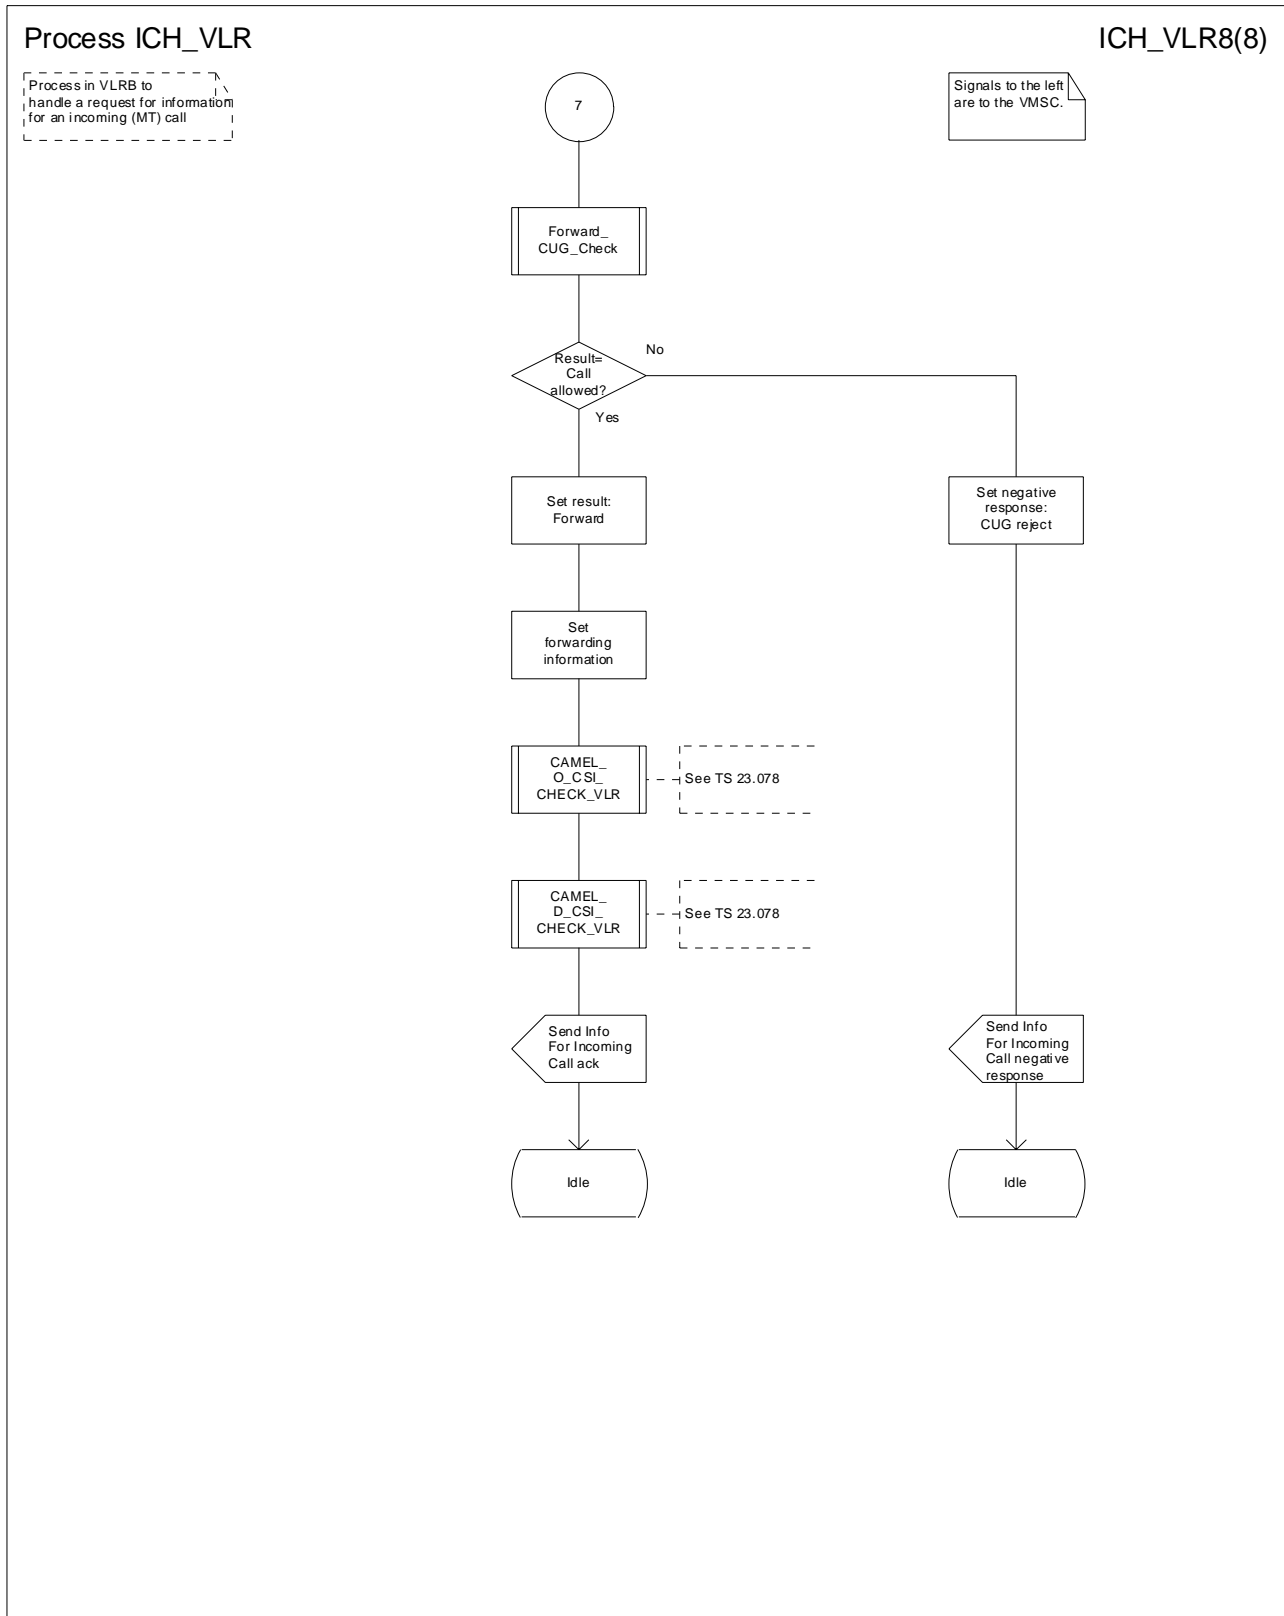 Process ICH_VLR
ICH_VLR8(8)
Process in VLRB to
handle a request for information
for an incoming (MT) call
7
Signals to the left
are to the VMSC.
Forward_
CUG_Check
No
Result=
Call
allowed?
Yes
Set result:
Forward
Set negative
response:
CUG reject
Set
forwarding
information
CAMEL_
O_CSI_
CHECK_VLR
See TS 23.078
CAMEL_
D_CSI_
CHECK_VLR
See TS 23.078
Send Info
For Incoming
Call ack
Send Info
For Incoming
Call negative
response
Idle
Idle